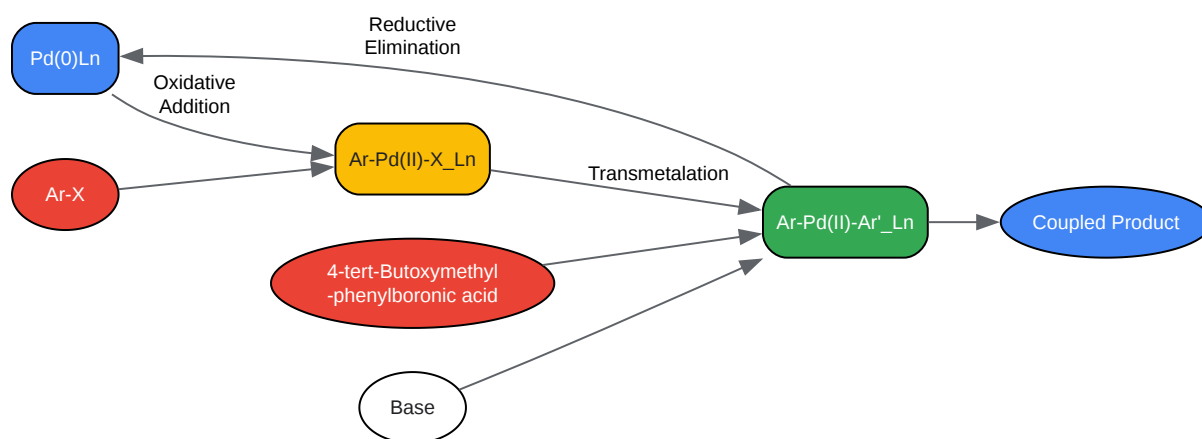 Reductive
Elimination
Pd(0)Ln
Oxidative
Addition
Ar-Pd(II)-X_Ln
Transmetalation
Ar-X
Ar-Pd(II)-Ar'_Ln
Coupled Product
4-tert-Butoxymethyl
-phenylboronic acid
Base